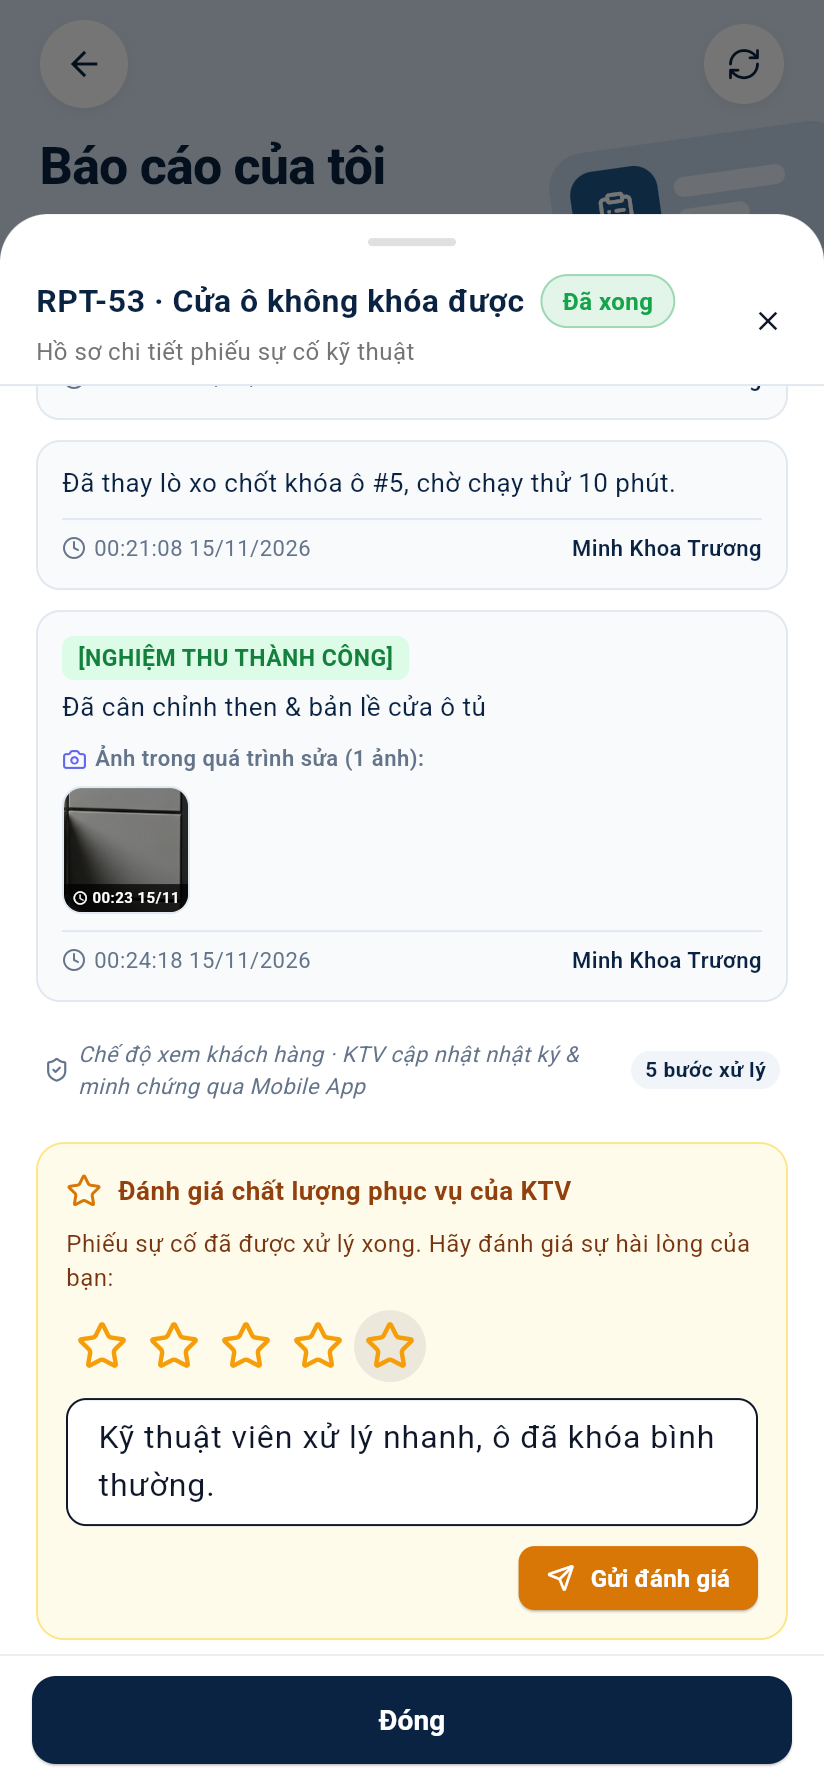 Báo cáo của tôi
RPT-53 · Cửa ô không khóa được
Đã xong
Hồ sơ chi tiết phiếu sự cố kỹ thuật
Đã thay lò xo chốt khóa ô #5, chờ chạy thử 10 phút.
00:21:08 15/11/2026
Minh Khoa Trương
[NGHIỆM THU THÀNH CÔNG]
Đã cân chỉnh then & bản lề cửa ô tủ
Ảnh trong quá trình sửa (1 ảnh):
00:23 15/11
00:24:18 15/11/2026
Minh Khoa Trương
Chế độ xem khách hàng · KTV cập nhật nhật ký &
minh chứng qua Mobile App
5 bước xử lý
Đánh giá chất lượng phục vụ của KTV
Phiếu sự cố đã được xử lý xong. Hãy đánh giá sự hài lòng của
bạn:
Kỹ thuật viên xử lý nhanh, ô đã khóa bình
thường.
Gửi đánh giá
Đóng